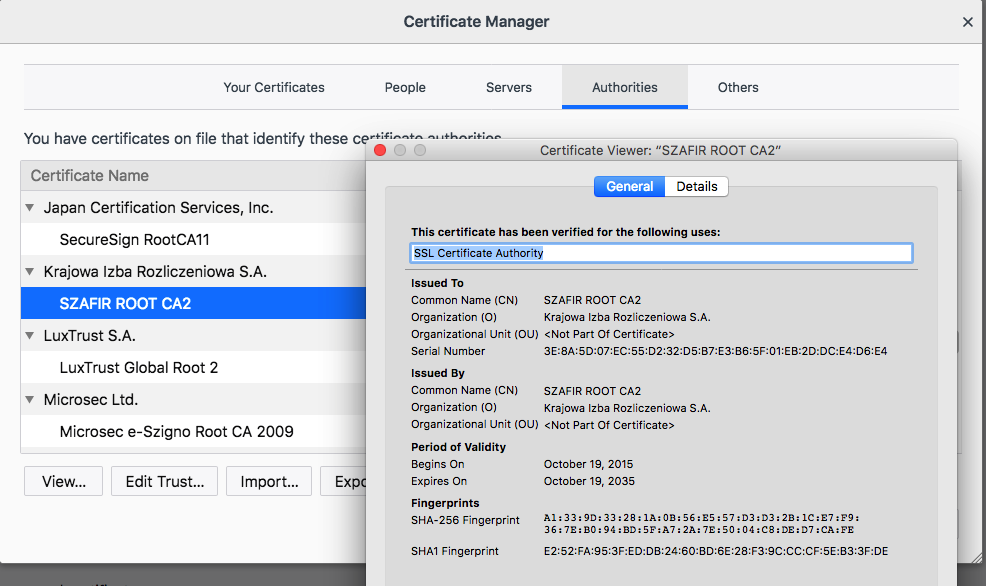 Certificate Manager
Your Certificates People Servers Authorities Others
You have certificates on file that identify these certificate authorities
Certificate Name
Japan Certification Services, Inc.
SecureSign RootCA11
Krajowa Izba Rozliczeniowa S.A.
SZAFIR ROOT CA2
LuxTrust S.A.
LuxTrust Global Root 2
Microsec Ltd.
Microsec e-Szigno Root CA 2009
View... Edit Trust... Import... Expo
Certificate Viewer: “SZAFIR ROOT CA2”
General Details
This certificate has been verified for the following uses:
SSL Certificate Authority
Issued To
Common Name (CN) SZAFIR ROOT CA2
Organization (O) Krajowa Izba Rozliczeniowa S.A.
Organizational Unit (OU) <Not Part Of Certificate>
Serial Number 3E:8A:5D:07:EC:55:D2:32:D5:B7:E3:B6:5F:01:EB:2D:DC:E4:D6:E4
Issued By
Common Name (CN) SZAFIR ROOT CA2
Organization (O) Krajowa Izba Rozliczeniowa S.A.
Organizational Unit (OU) <Not Part Of Certificate>
Period of Validity
Begins On October 19, 2015
Expires On October 19, 2035
Fingerprints
SHA-256 Fingerprint A1:33:9D:33:28:1A:0B:56:E5:57:D3:D3:2B:1C:E7:F9:
36:7E:B0:94:BD:5F:A7:2A:7E:50:04:C8:DE:D7:CA:FE
SHA1 Fingerprint E2:52:FA:95:3F:ED:DB:24:60:BD:6E:28:F3:9C:CC:CF:5E:B3:3F:DE